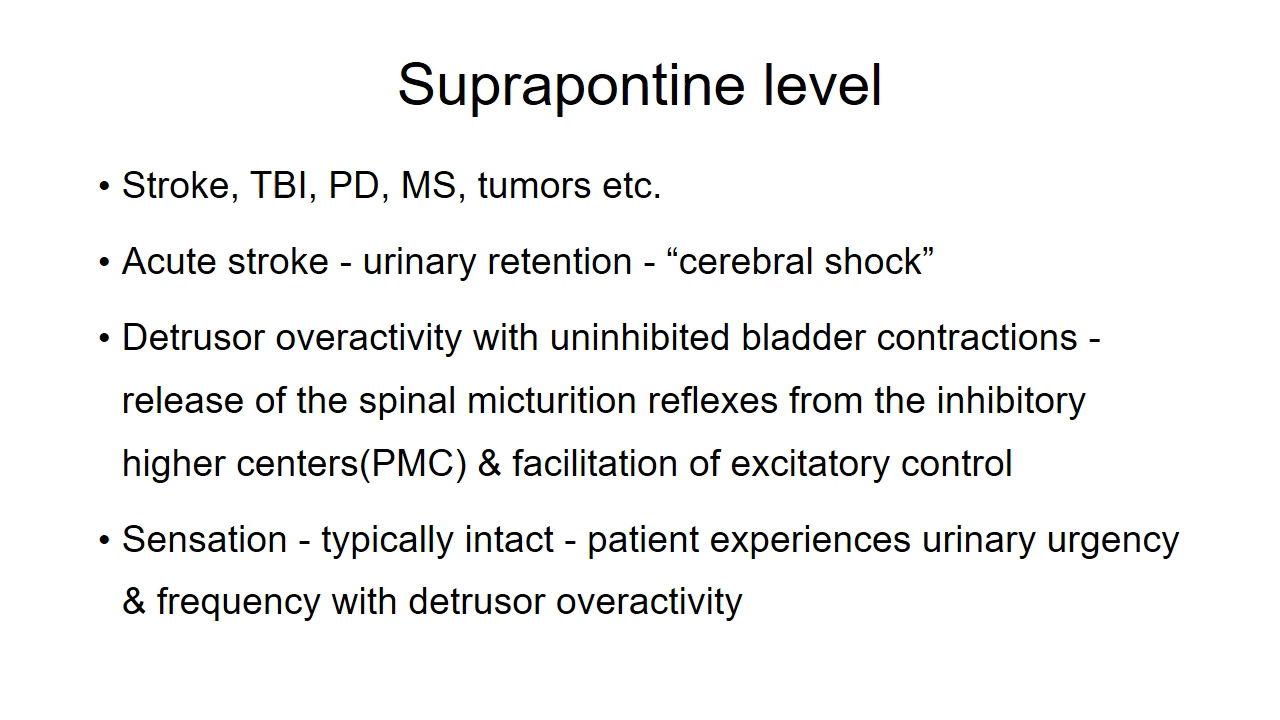 Suprapontine level
• Stroke, TBI, PD, MS, tumors etc.
• Acute stroke - urinary retention - “cerebral shock”
• Detrusor overactivity with uninhibited bladder contractions -
release of the spinal micturition reflexes from the inhibitory
higher centers(PMC) & facilitation of excitatory control
• Sensation - typically intact - patient experiences urinary urgency
& frequency with detrusor overactivity